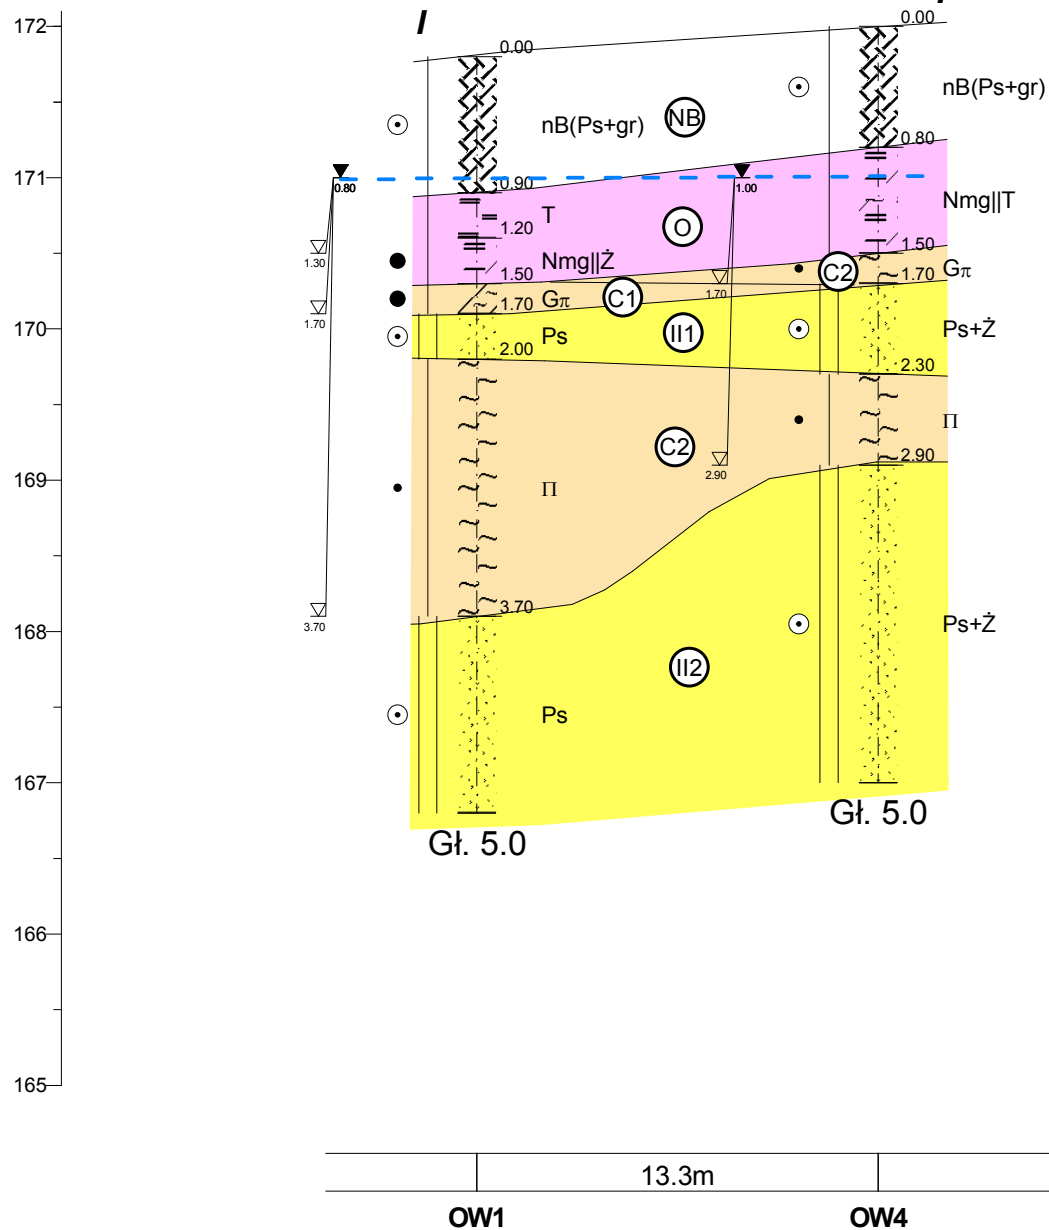 172
I
0.00
0.00
nB(Ps+gr)
NB
nB(Ps+gr)
0.80
171
0.80
0.90
1.00
T
O
Nmg||T
1.20
1.30
Nmg||Ż
1.50
1.50
C2
Gπ
1.70
1.70
C1
Gπ
1.70
1.70
170
Ps
II1
Ps+Ż
2.00
2.30
C2
Π
2.90
2.90
169
Π
3.70
3.70
168
Ps+Ż
II2
Ps
167
Gł. 5.0
Gł. 5.0
166
165
13.3m
OW1
OW4